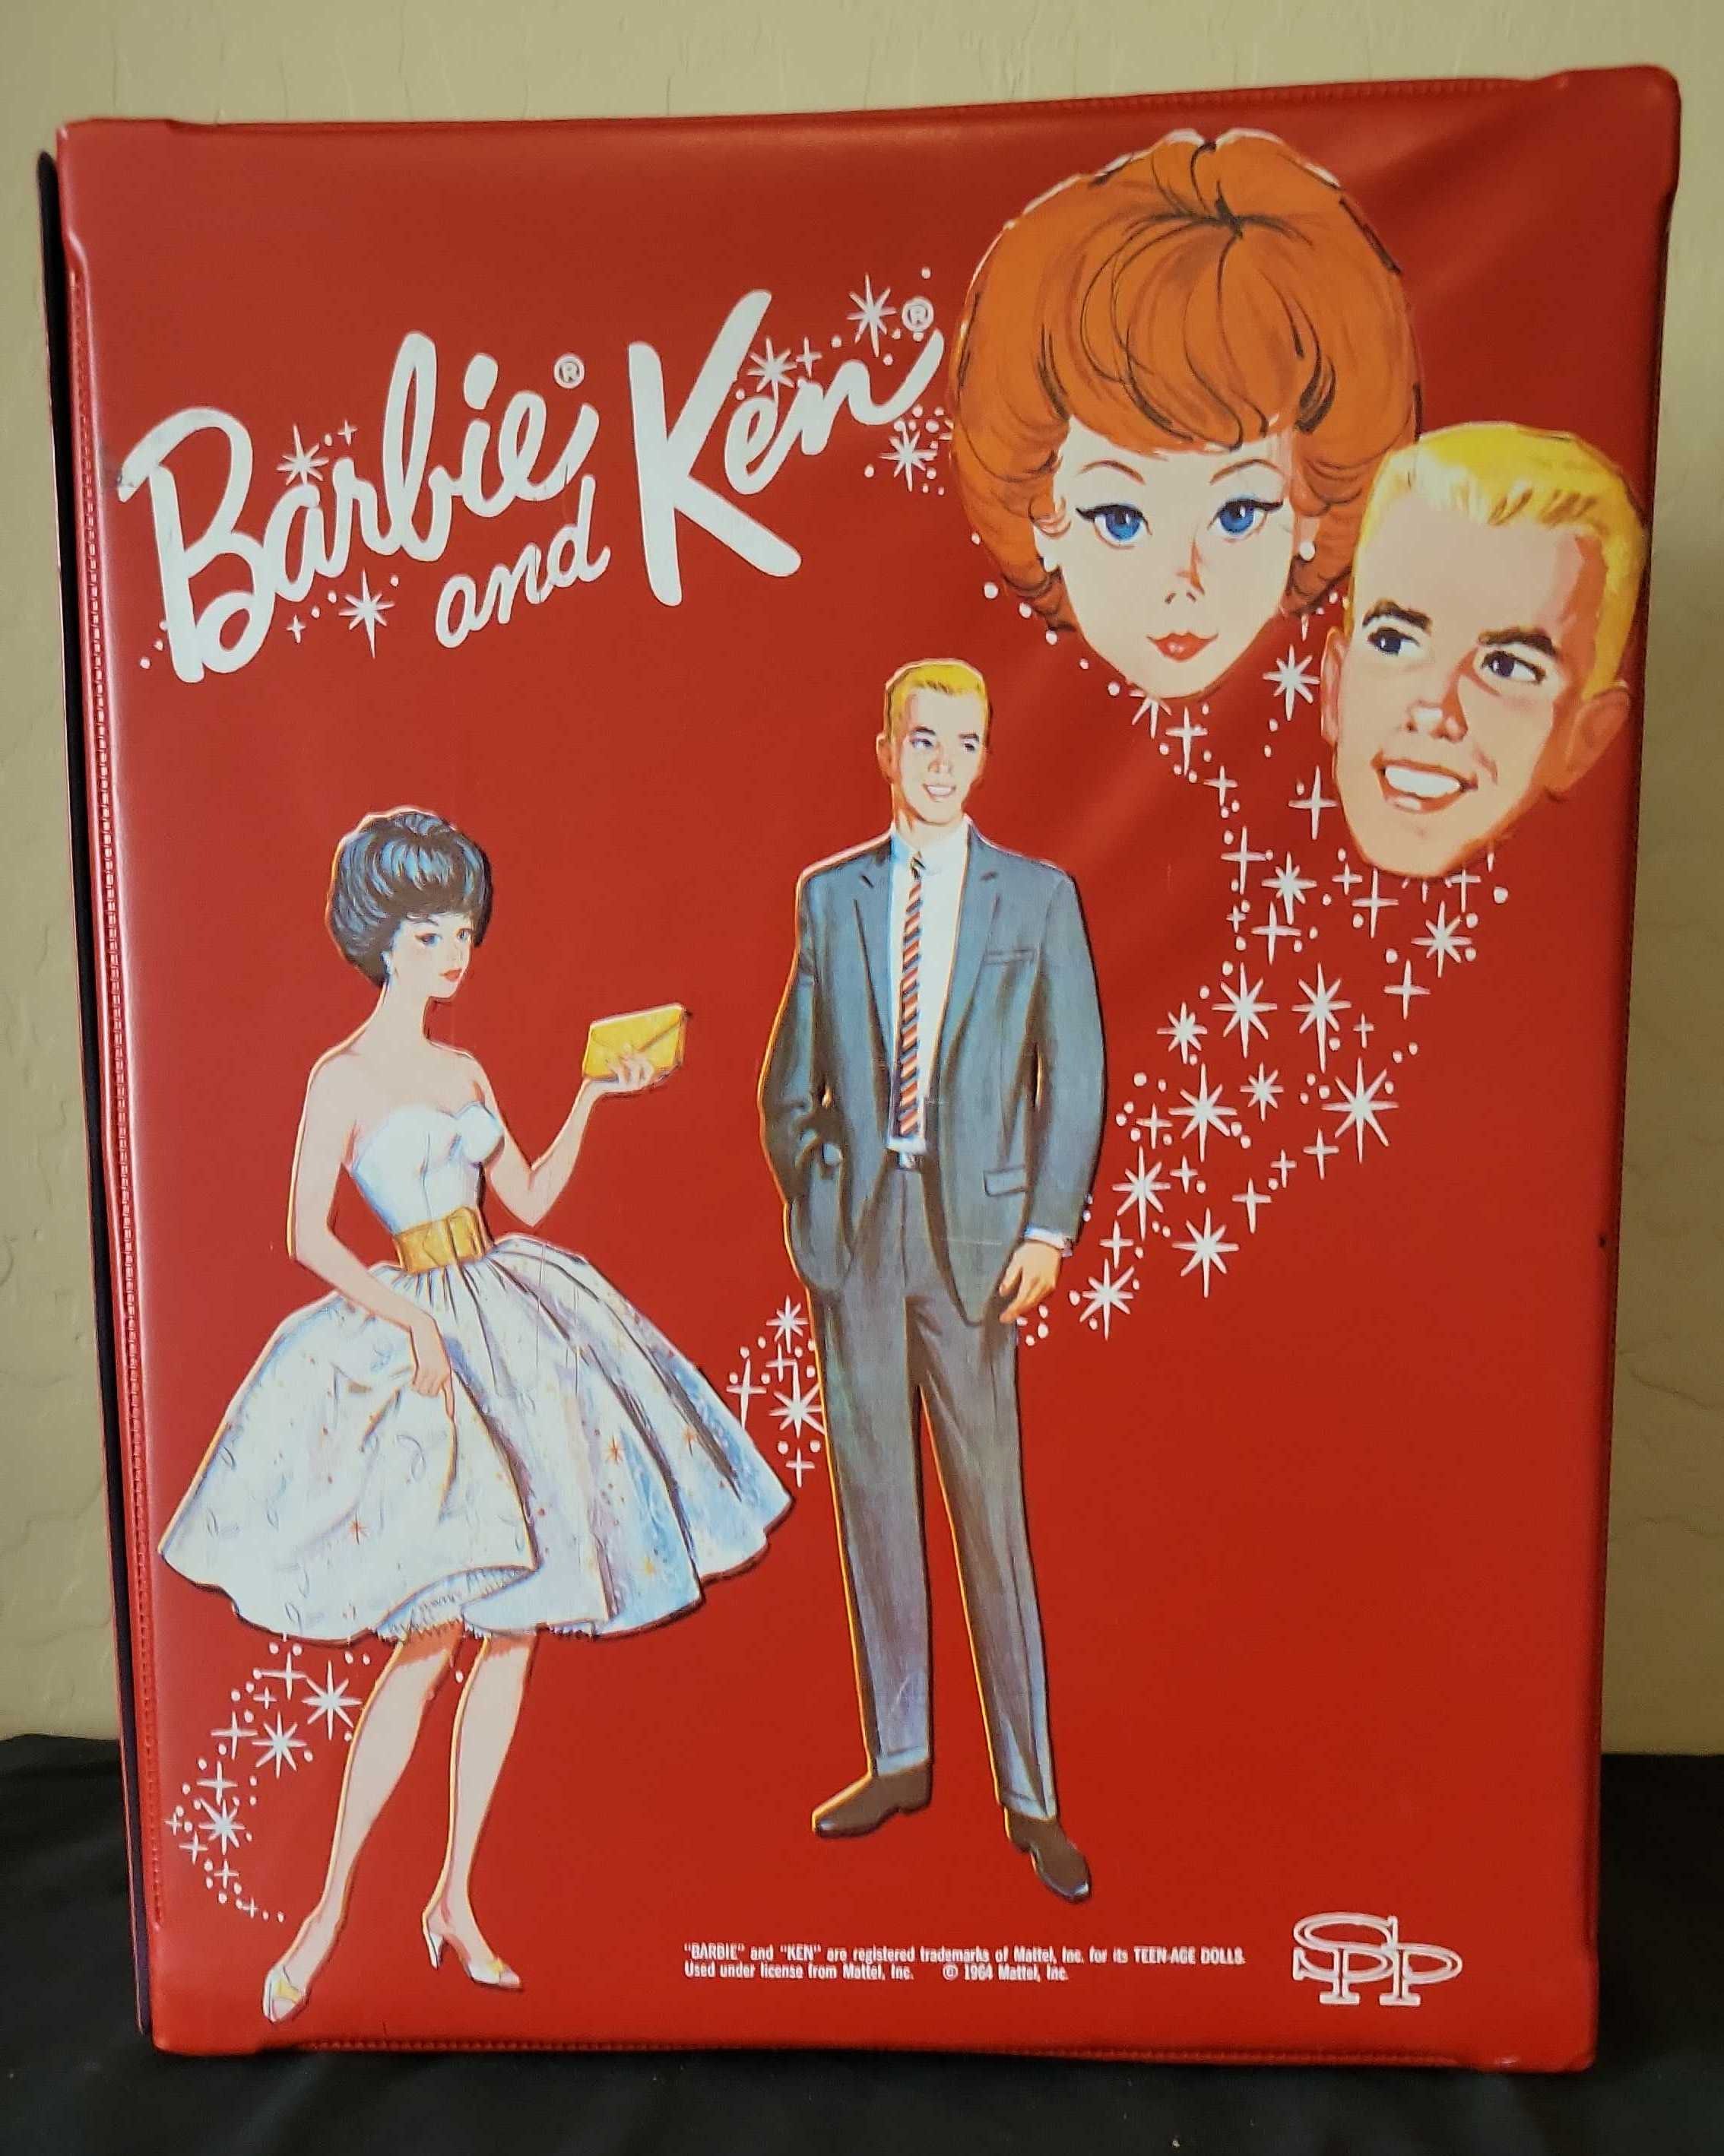 Barbie® and Ken®
"BARBIE" and "KEN" are registered trademarks of Mattel, Inc. for its TEEN-AGE DOLLS.
Used under license from Mattel, Inc. © 1964 Mattel, Inc.
SPP